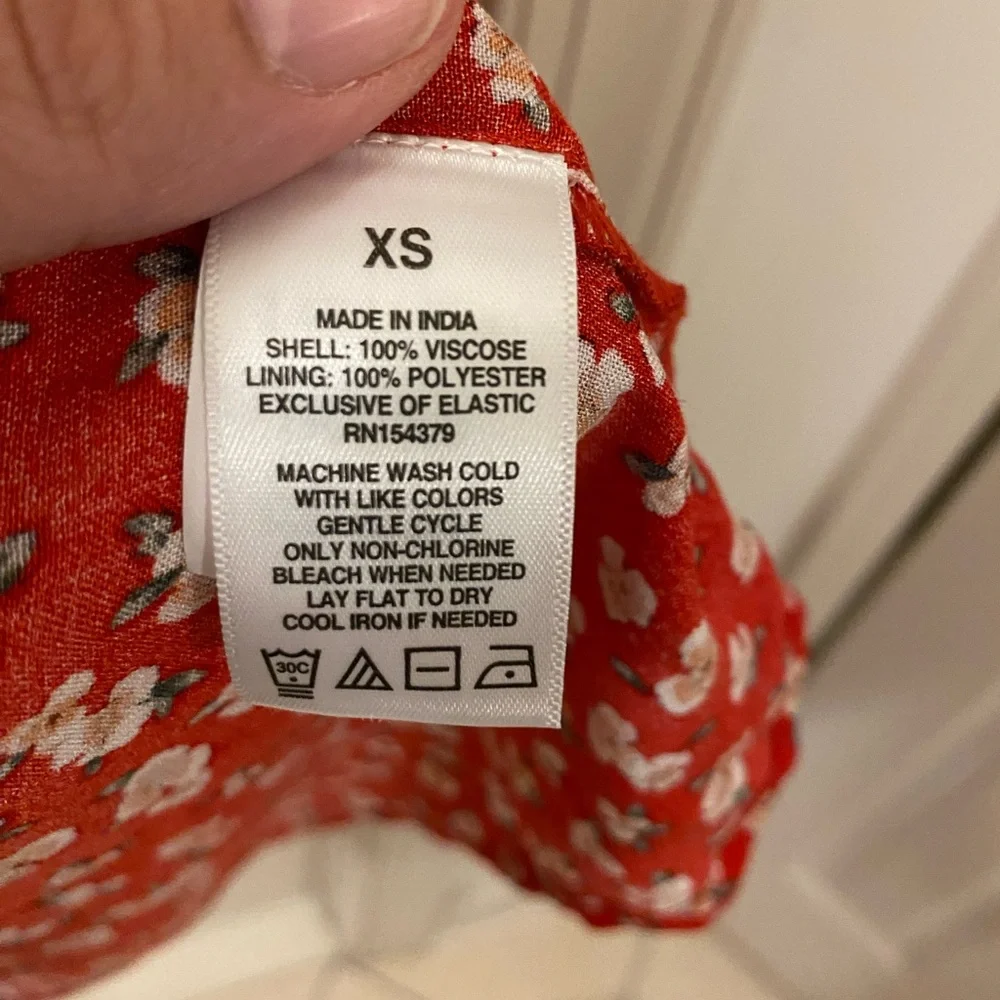 XS
MADE IN INDIA
SHELL: 100% VISCOSE
LINING: 100% POLYESTER
EXCLUSIVE OF ELASTIC
RN154379
MACHINE WASH COLD
WITH LIKE COLORS
GENTLE CYCLE
ONLY NON-CHLORINE
BLEACH WHEN NEEDED
LAY FLAT TO DRY
COOL IRON IF NEEDED
30C